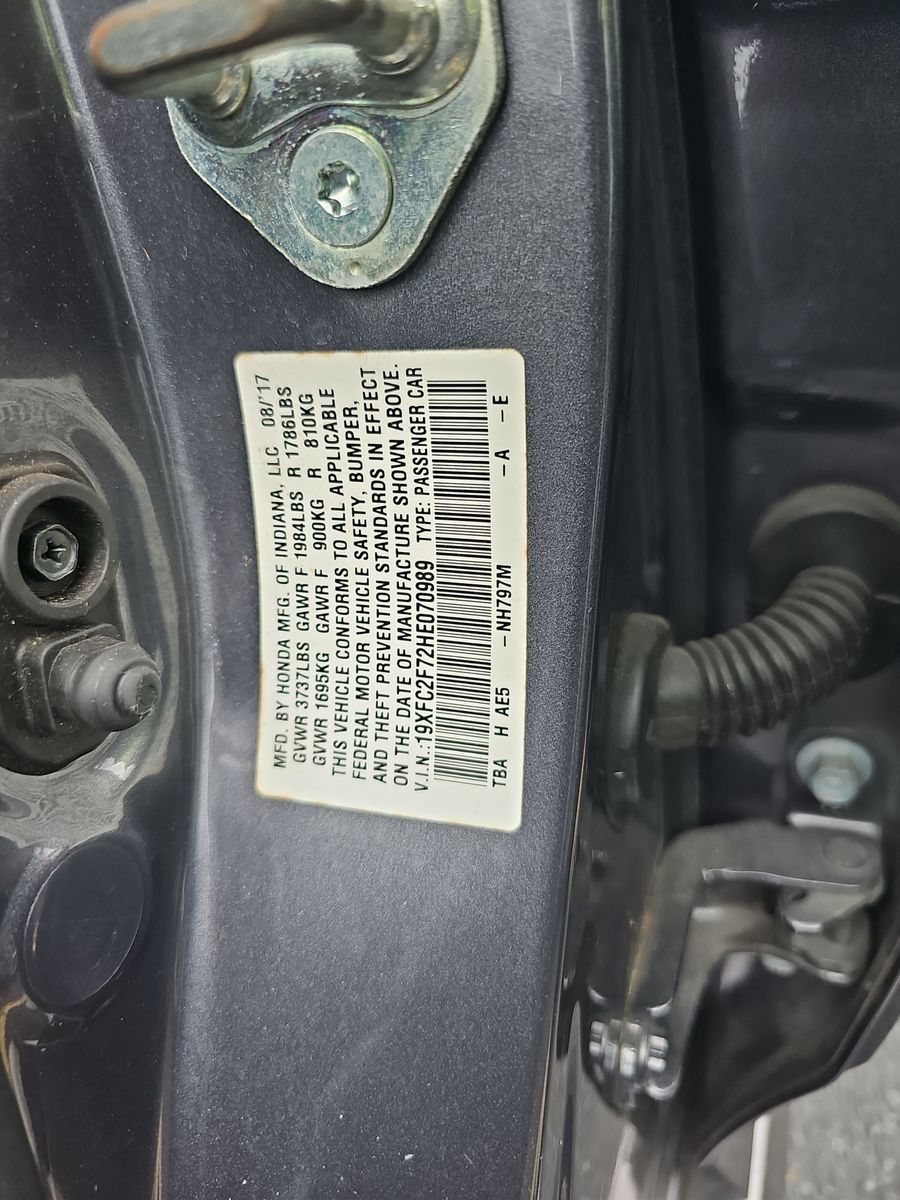 MFD. BY HONDA MFG. OF INDIANA, LLC 08/'17
GVWR 3737LBS GAWR F 1984LBS R 1786LBS
GVWR 1695KG GAWR F 900KG R 810KG
THIS VEHICLE CONFORMS TO ALL APPLICABLE
FEDERAL MOTOR VEHICLE SAFETY, BUMPER,
AND THEFT PREVENTION STANDARDS IN EFFECT
ON THE DATE OF MANUFACTURE SHOWN ABOVE.
V.I.N.:19XFC2F72HE070989 TYPE: PASSENGER CAR
TBA H AE5 -NH797M -A -E